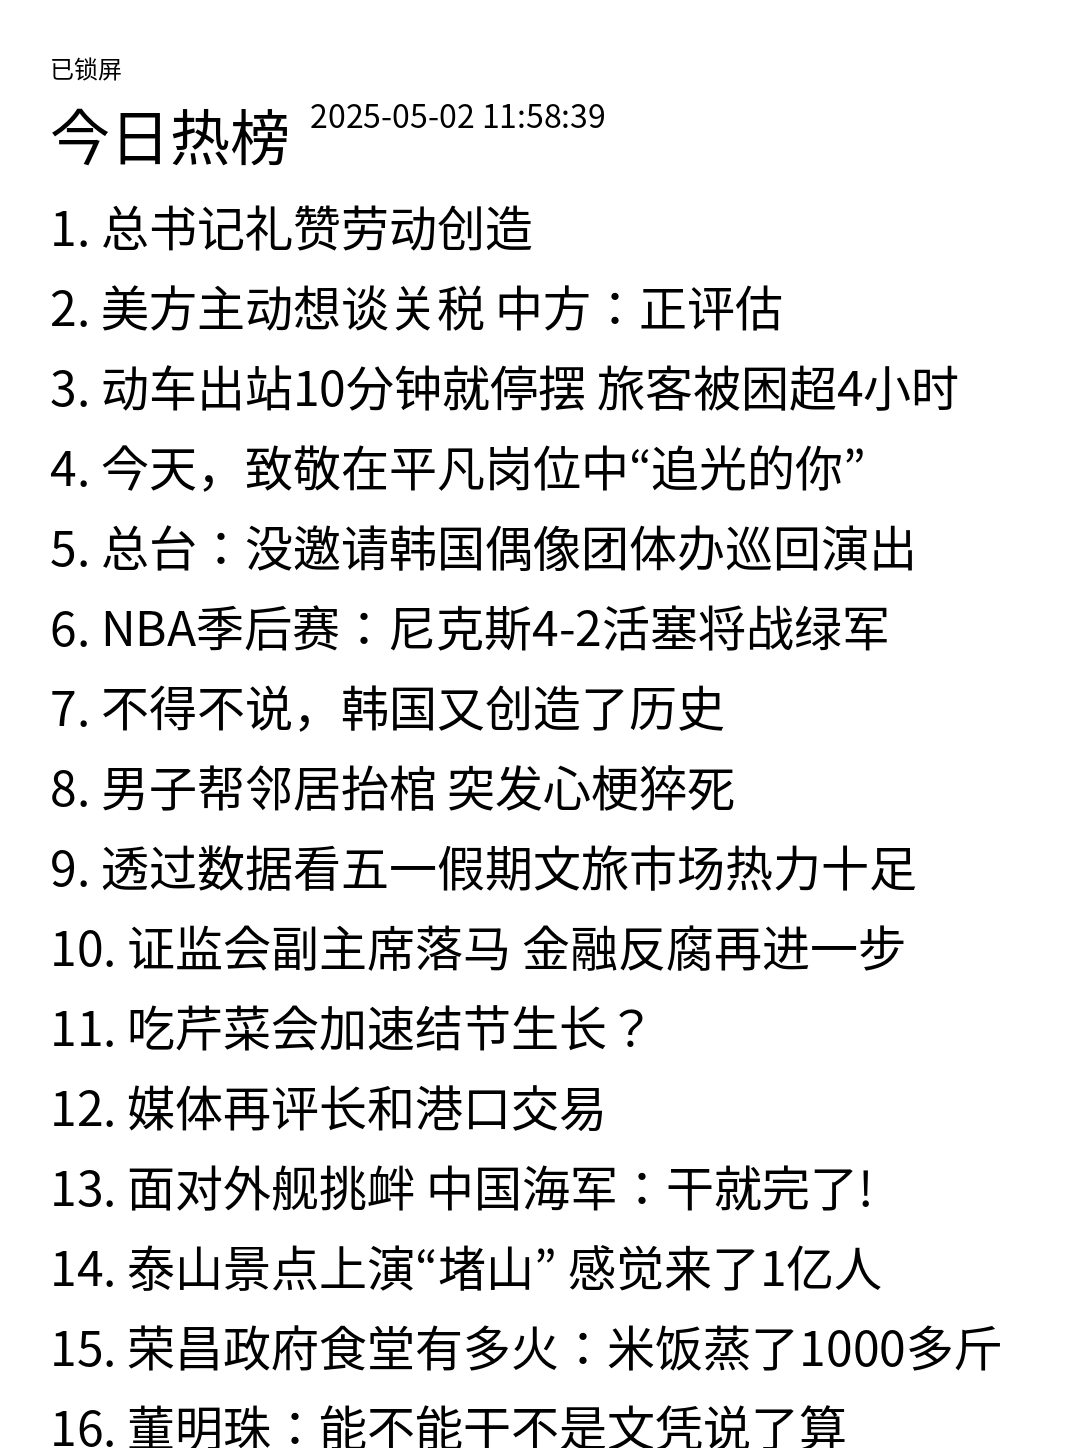 已锁屏
今日热榜 2025-05-02 11:58:39
1. 总书记礼赞劳动创造
2. 美方主动想谈关税 中方：正评估
3. 动车出站10分钟就停摆 旅客被困超4小时
4. 今天，致敬在平凡岗位中“追光的你”
5. 总台：没邀请韩国偶像团体办巡回演出
6. NBA季后赛：尼克斯4-2活塞将战绿军
7. 不得不说，韩国又创造了历史
8. 男子帮邻居抬棺 突发心梗猝死
9. 透过数据看五一假期文旅市场热力十足
10. 证监会副主席落马 金融反腐再进一步
11. 吃芹菜会加速结节生长？
12. 媒体再评长和港口交易
13. 面对外舰挑衅 中国海军：干就完了!
14. 泰山景点上演“堵山” 感觉来了1亿人
15. 荣昌政府食堂有多火：米饭蒸了1000多斤
16. 董明珠：能不能干不是文凭说了算